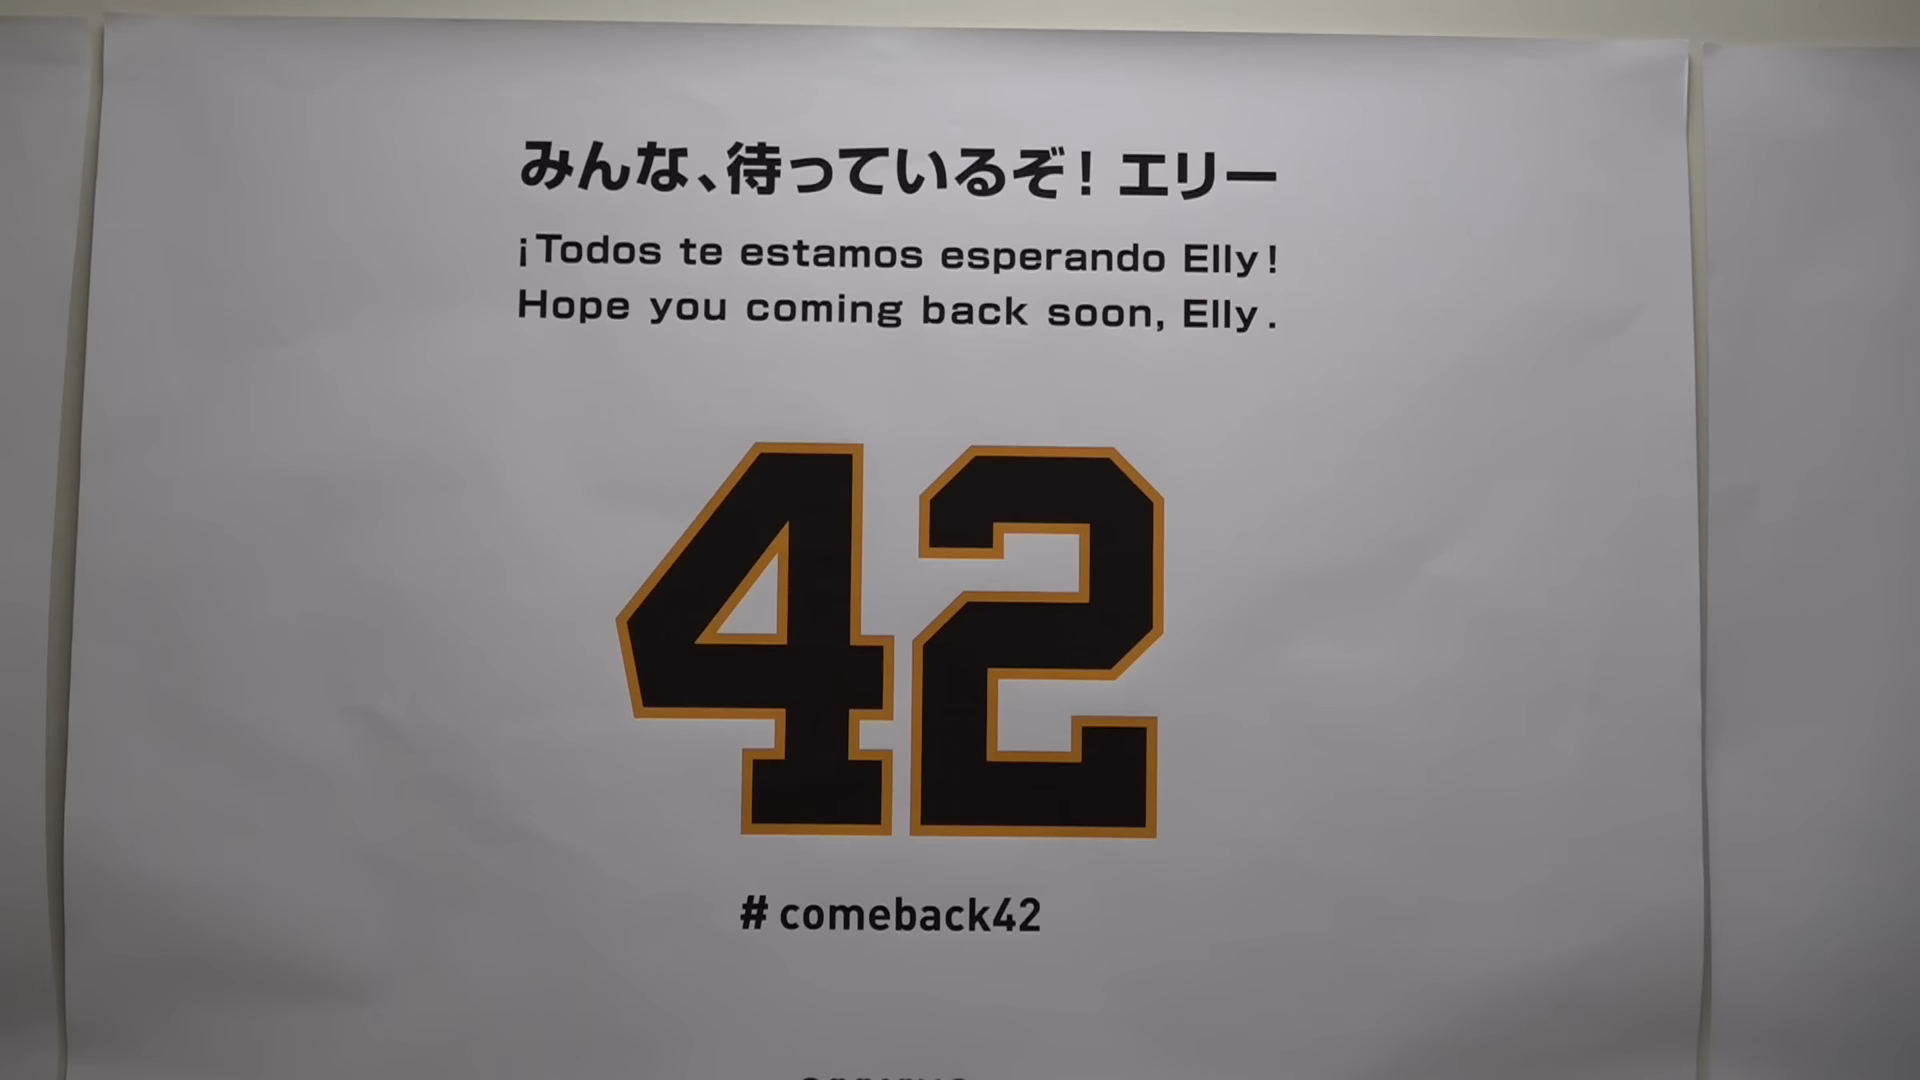 みんな、待っているぞ！ エリー
¡Todos te estamos esperando Elly!
Hope you coming back soon, Elly.
42
#comeback42